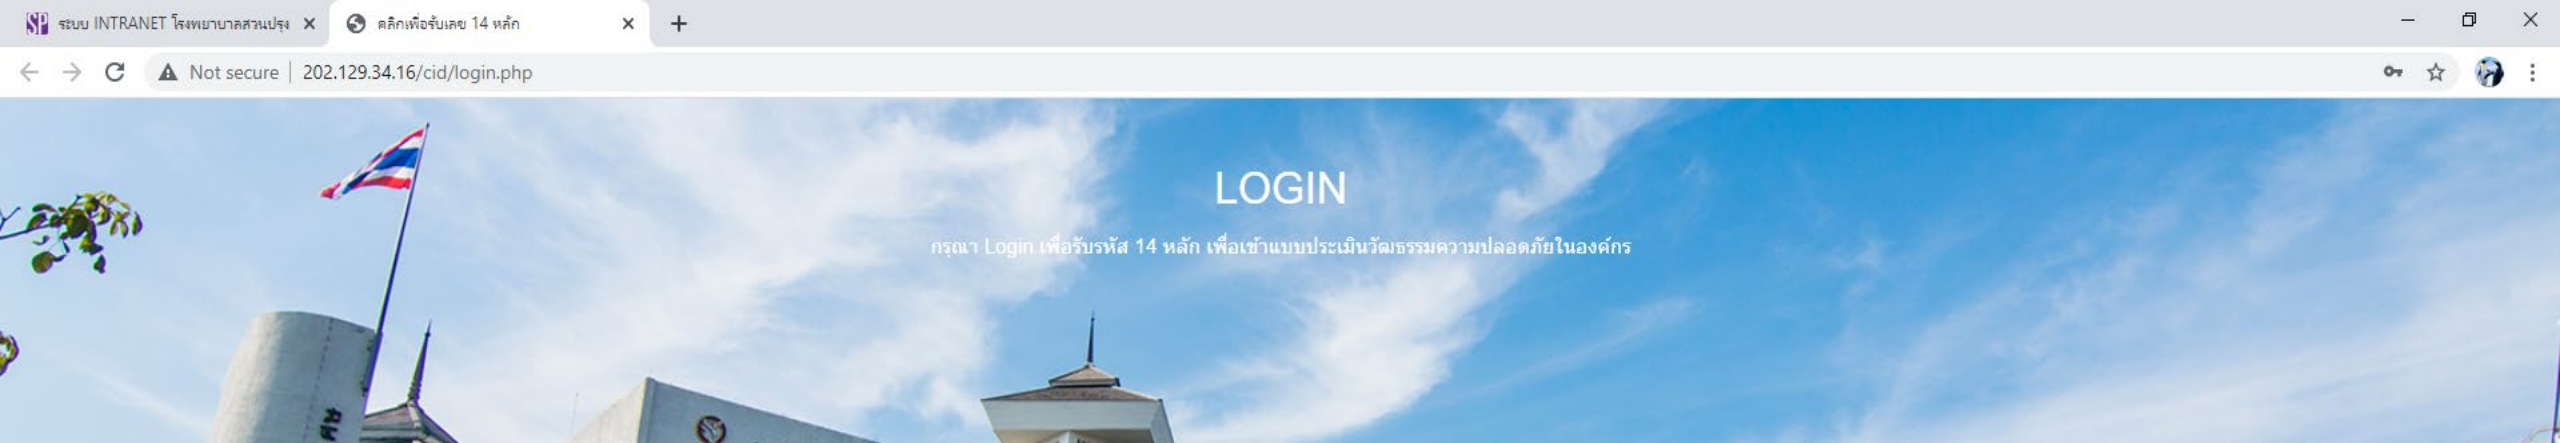 SP ระบบ INTRANET โรงพยาบาลสวนปรุง
คลิกเพื่อรับเลข 14 หลัก
Not secure | 202.129.34.16/cid/login.php
LOGIN
กรุณา Login เพื่อรับรหัส 14 หลัก เพื่อเข้าแบบประเมินวัฒธรรมความปลอดภัยในองค์กร